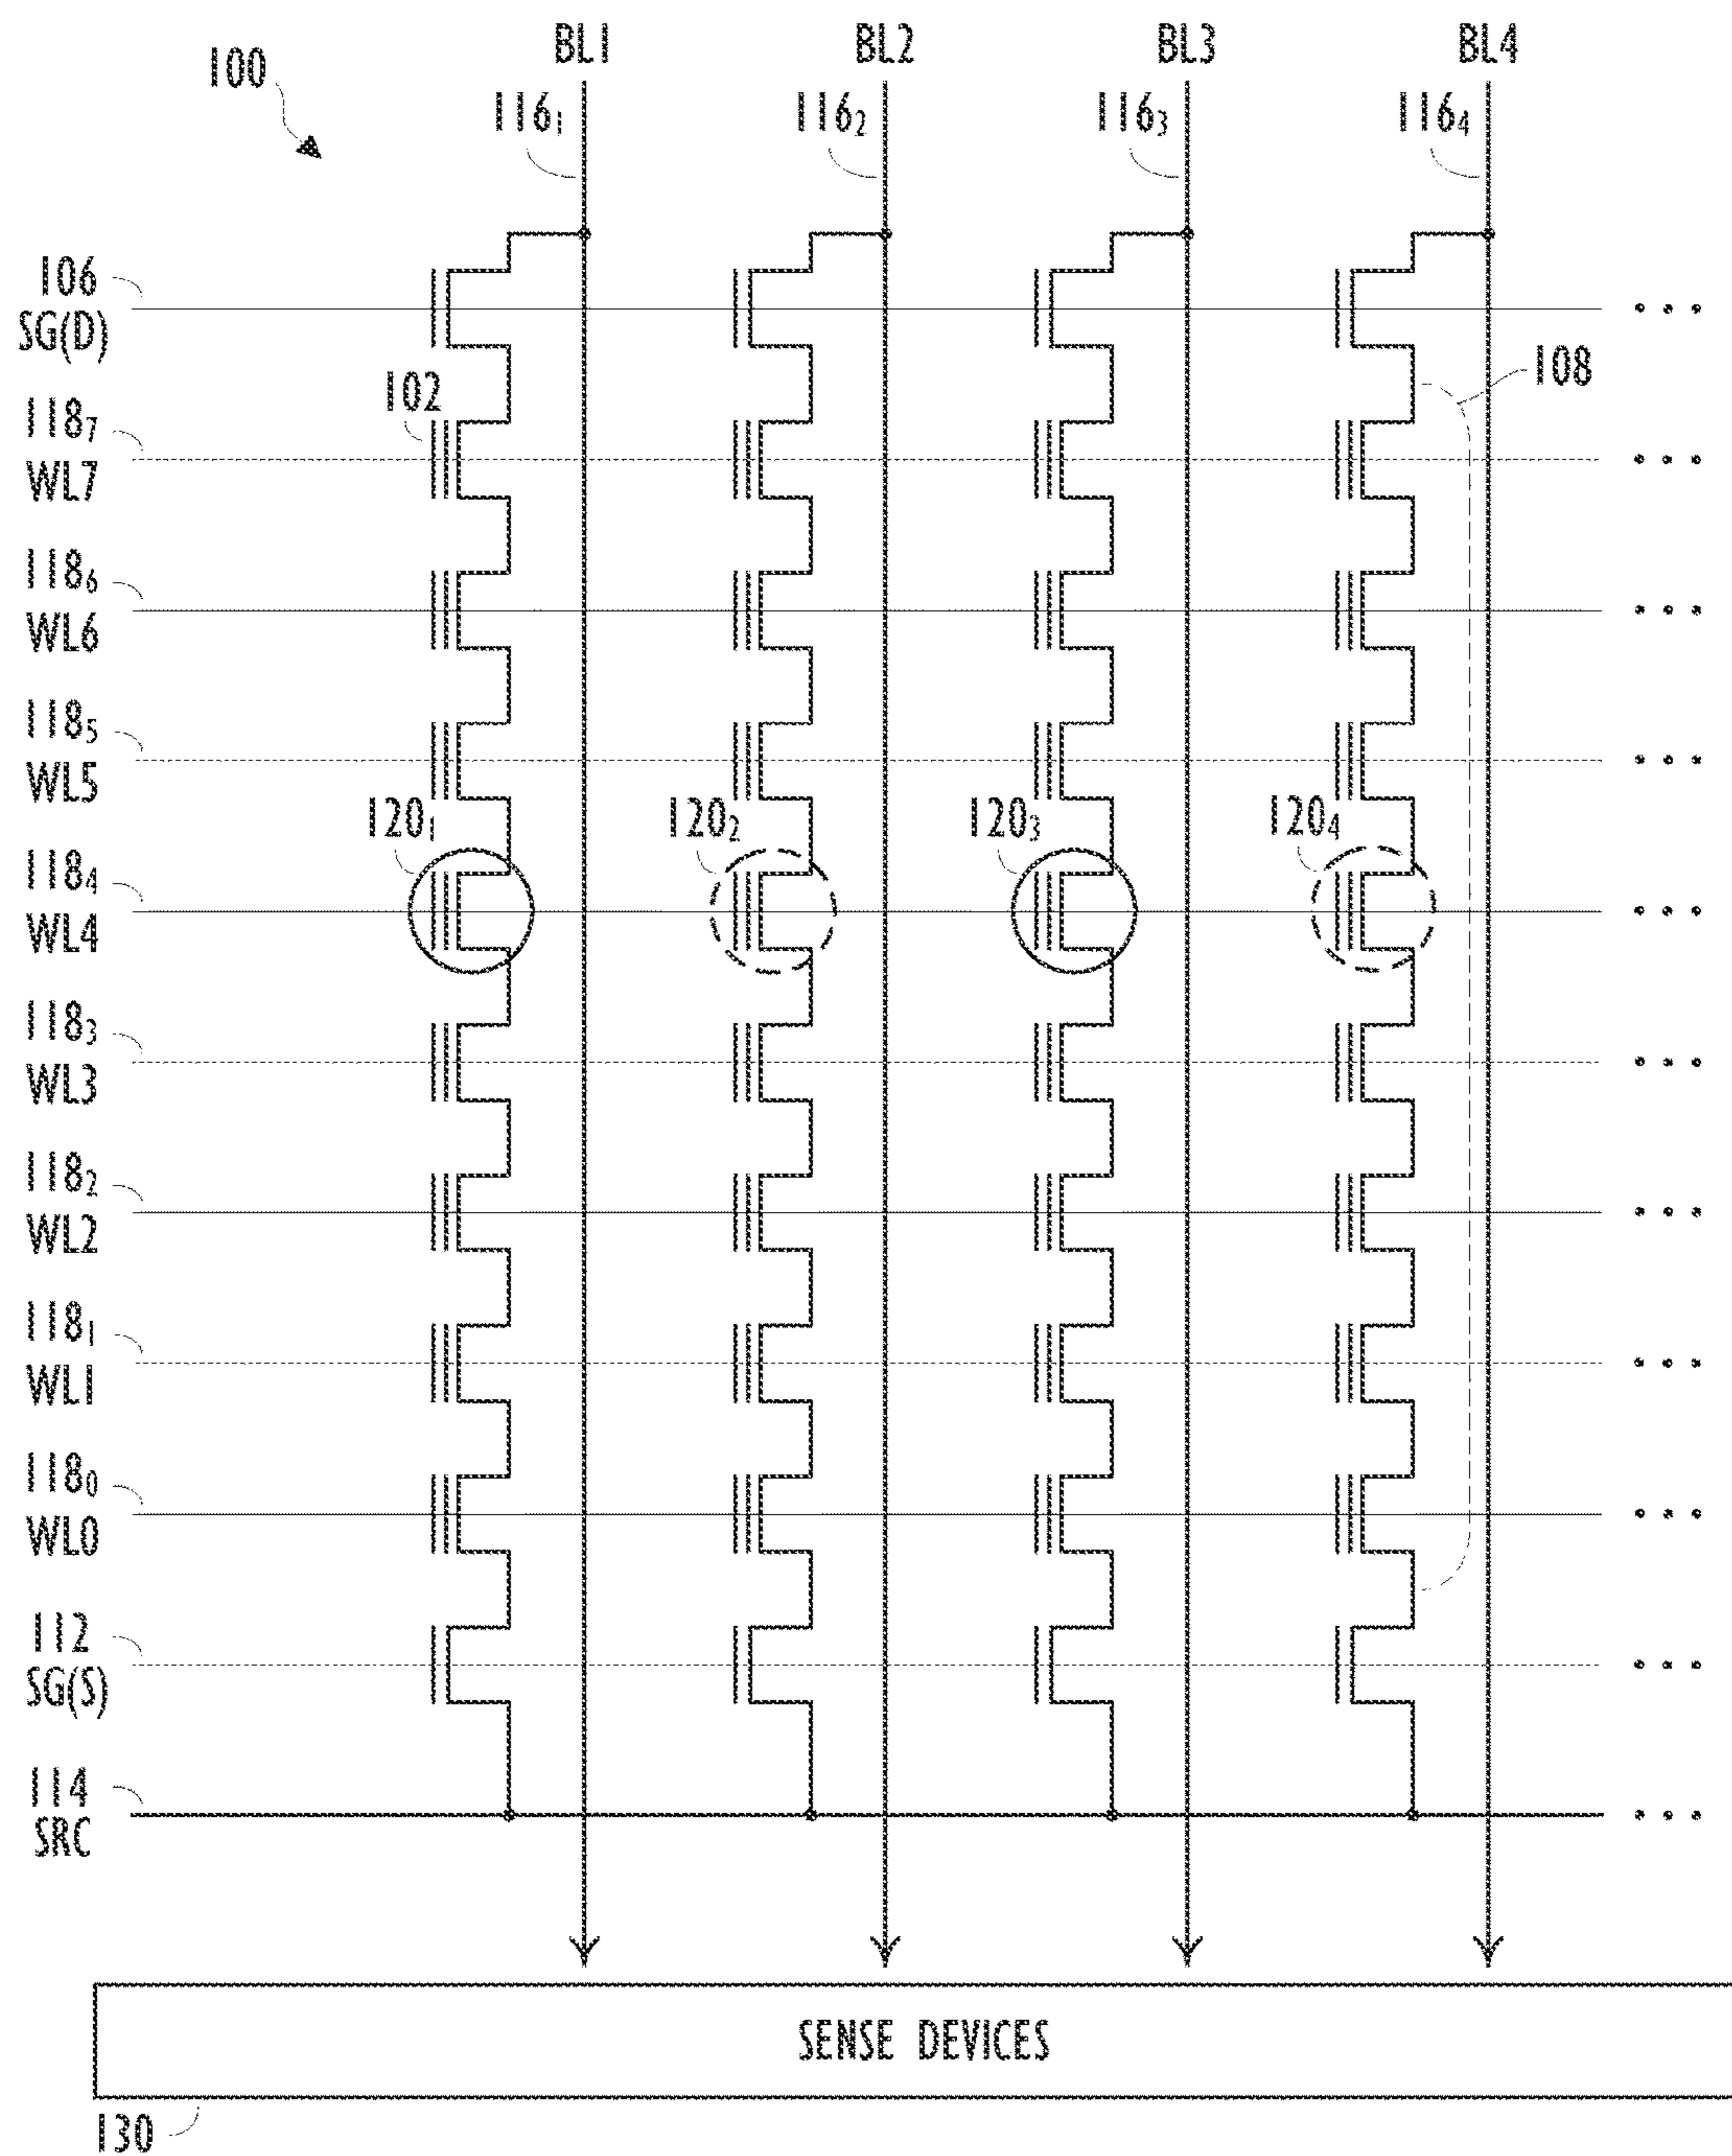 100
BL1 BL2 BL3 BL4
116₁ 116₂ 116₃ 116₄
106
SG(D)
108
102
118₇
WL7
118₆
WL6
118₅
WL5
120₁ 120₂ 120₃ 120₄
118₄
WL4
118₃
WL3
118₂
WL2
118₁
WL1
118₀
WL0
112
SG(S)
114
SRC
SENSE DEVICES
130